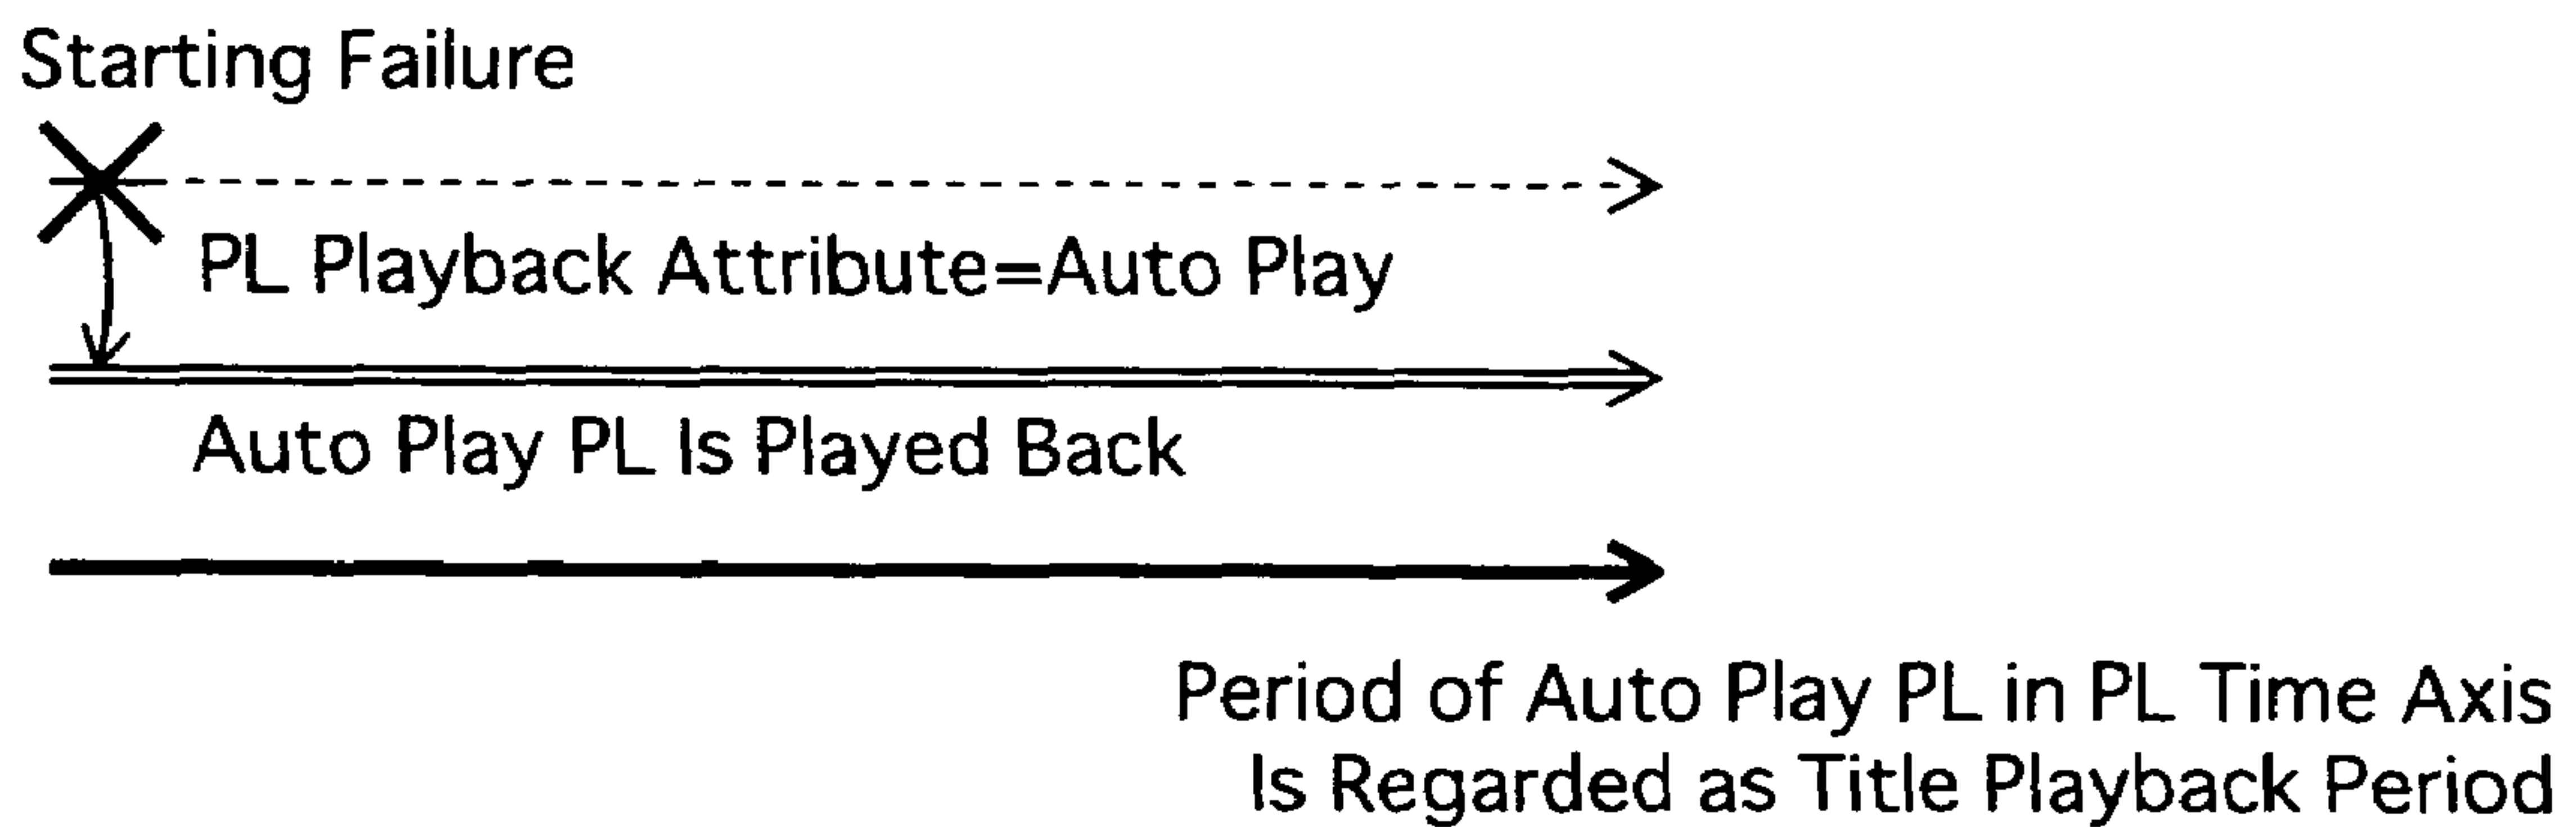 Starting Failure
PL Playback Attribute=Auto Play
Auto Play PL Is Played Back
Period of Auto Play PL in PL Time Axis
Is Regarded as Title Playback Period